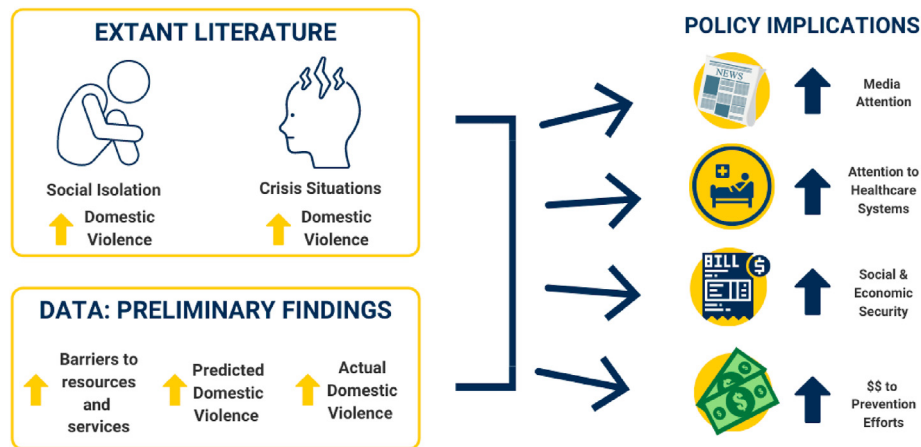 EXTANT LITERATURE
Social Isolation
Domestic
Violence
Crisis Situations
Domestic
Violence
DATA: PRELIMINARY FINDINGS
Barriers to
resources
and
services
Predicted
Domestic
Violence
Actual
Domestic
Violence
POLICY IMPLICATIONS
NEWS
Media
Attention
Attention to
Healthcare
Systems
BILL
$
Social &
Economic
Security
$
$
$$ to
Prevention
Efforts